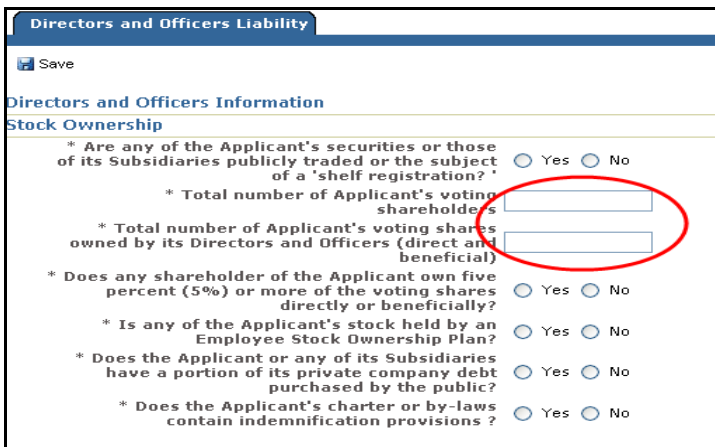 Directors and Officers Liability
Save
Directors and Officers Information
Stock Ownership
* Are any of the Applicant's securities or those
of its Subsidiaries publicly traded or the subject
of a 'shelf registration? '
Yes No
* Total number of Applicant's voting
shareholders
* Total number of Applicant's voting shares
owned by its Directors and Officers (direct and
beneficial)
* Does any shareholder of the Applicant own five
percent (5%) or more of the voting shares
directly or beneficially?
Yes No
* Is any of the Applicant's stock held by an
Employee Stock Ownership Plan?
Yes No
* Does the Applicant or any of its Subsidiaries
have a portion of its private company debt
purchased by the public?
Yes No
* Does the Applicant's charter or by-laws
contain indemnification provisions ?
Yes No